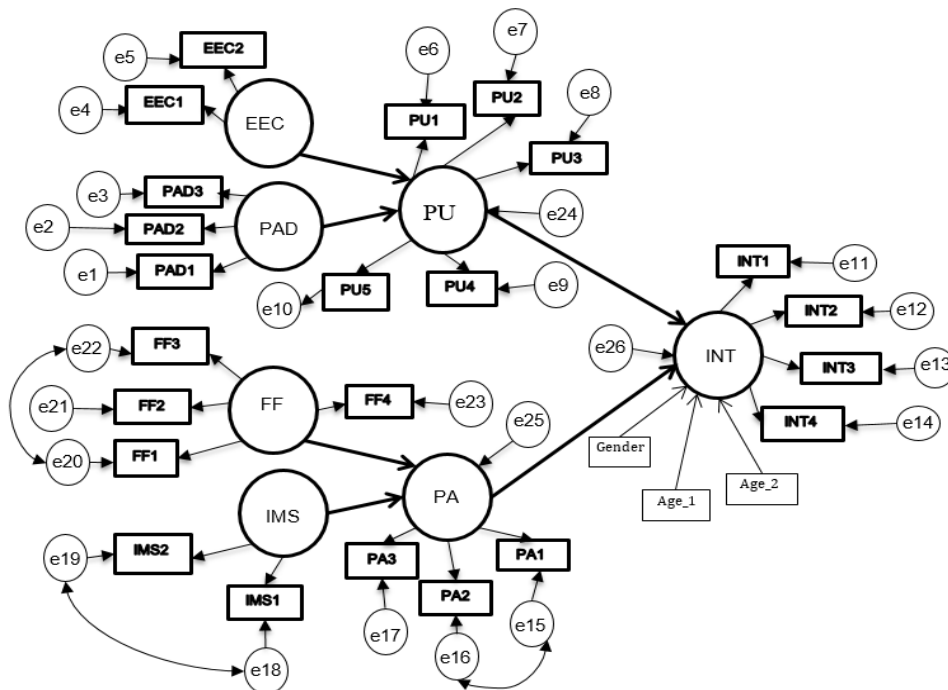 e7
e6
e5
EEC2
e8
PU2
e4
EEC1
PU1
EEC
PU3
e3
PAD3
PU
e24
e2
PAD2
PAD
INT1
e11
e1
PAD1
PU5
PU4
e9
e10
INT2
e12
e22
FF3
e26
INT
INT3
e13
FF
FF4
e23
e21
FF2
e25
INT4
e14
Gender
e20
FF1
PA
Age_1
Age_2
IMS
e19
IMS2
PA3
PA1
IMS1
PA2
e17
e15
e18
e16